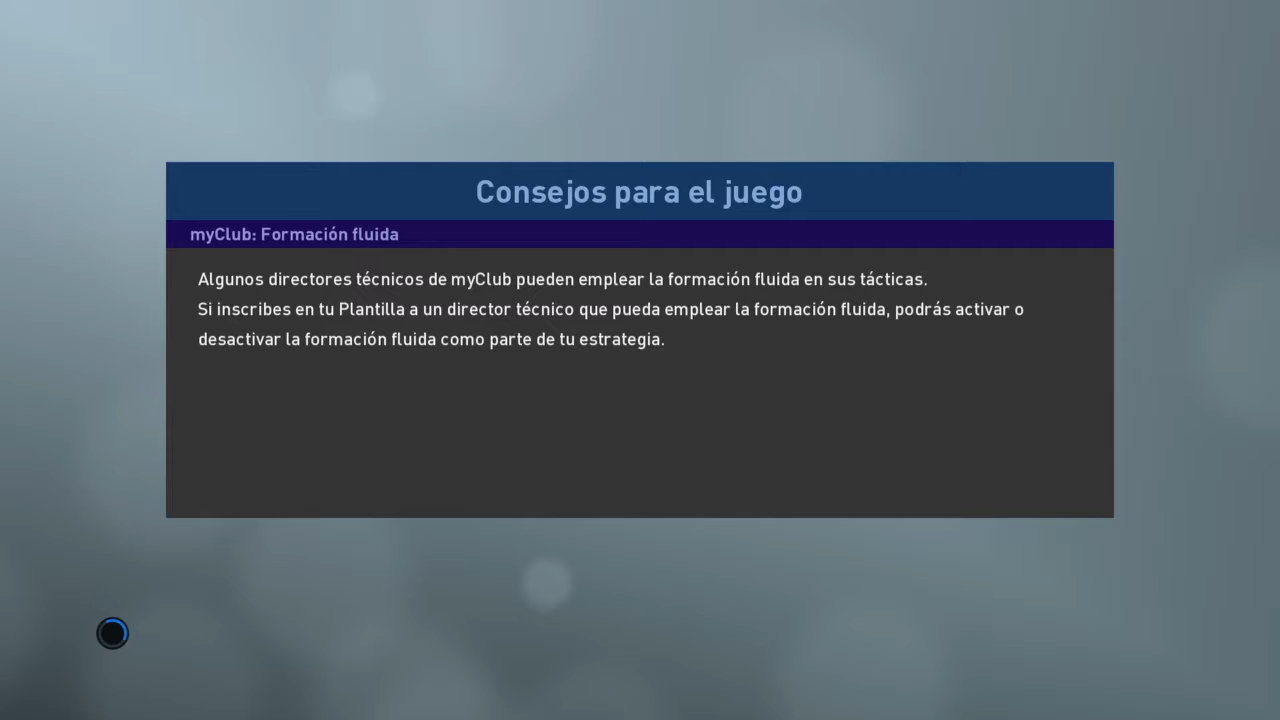 Consejos para el juego
myClub: Formación fluida
Algunos directores técnicos de myClub pueden emplear la formación fluida en sus tácticas.
Si inscribes en tu Plantilla a un director técnico que pueda emplear la formación fluida, podrás activar o
desactivar la formación fluida como parte de tu estrategia.